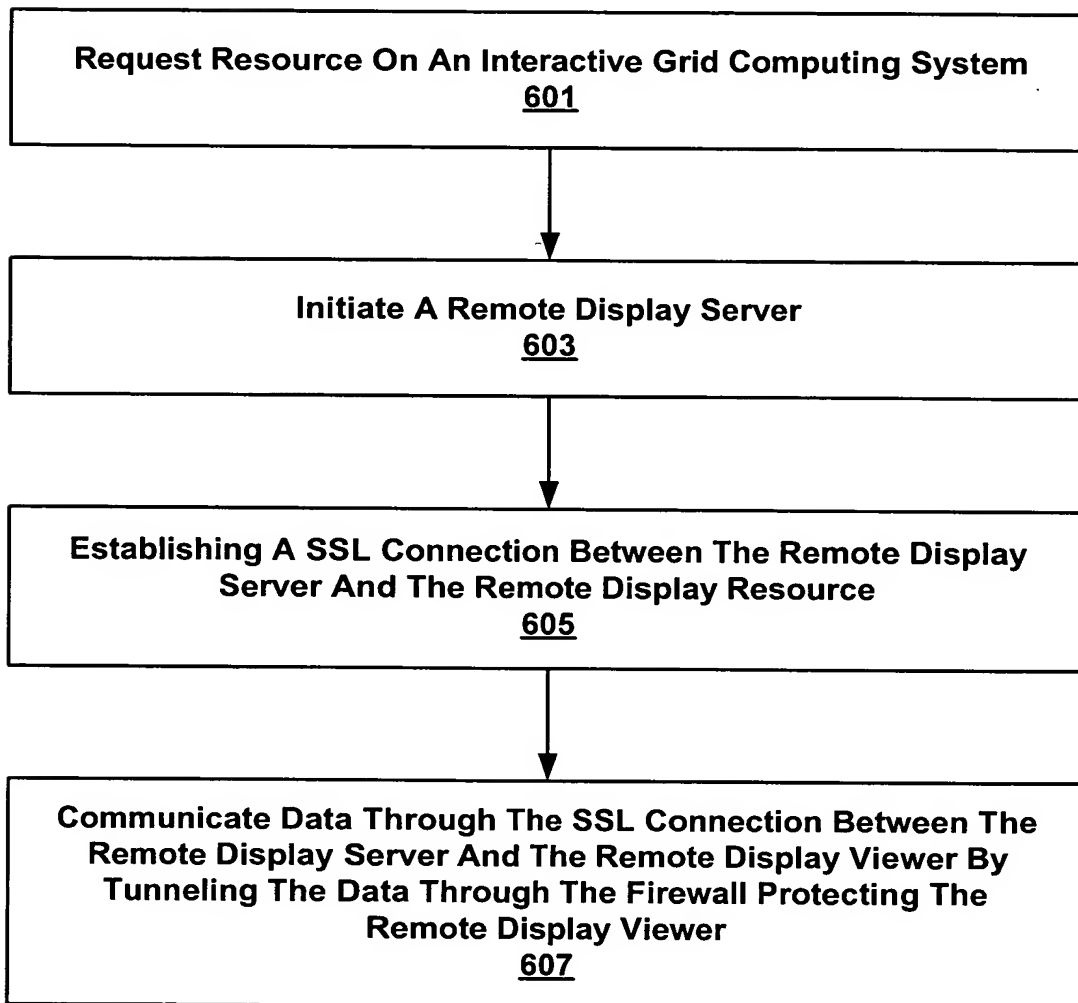 Request Resource On An Interactive Grid Computing System
601
Initiate A Remote Display Server
603
Establishing A SSL Connection Between The Remote Display
Server And The Remote Display Resource
605
Communicate Data Through The SSL Connection Between The
Remote Display Server And The Remote Display Viewer By
Tunneling The Data Through The Firewall Protecting The
Remote Display Viewer
607